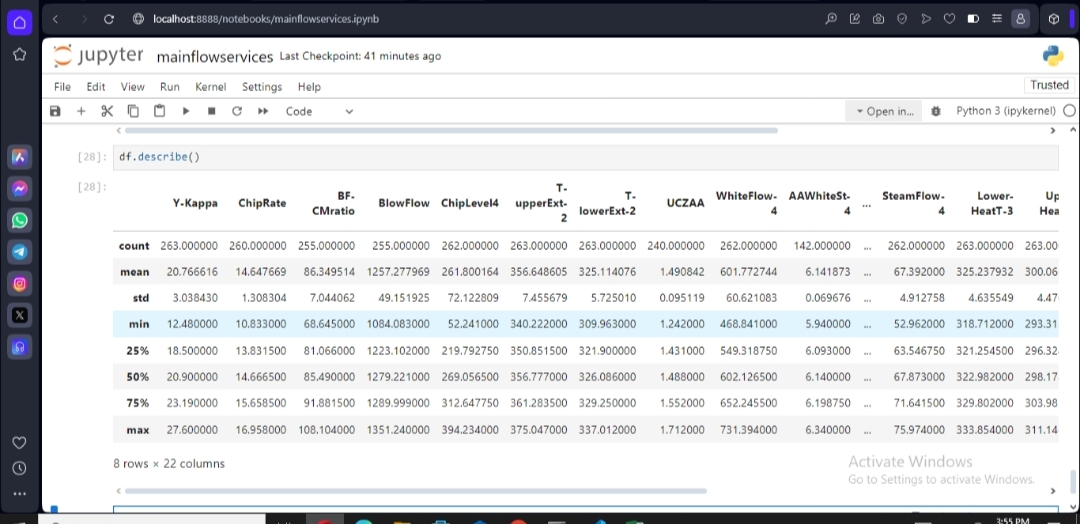 localhost:8888/notebooks/mainflowservices.ipynb
jupyter mainflowservices Last Checkpoint: 41 minutes ago
File Edit View Run Kernel Settings Help
Trusted
Code
Open in...
Python 3 (ipykernel)
[28]: df.describe()
[28]:
Y-Kappa ChipRate BF-CMratio BlowFlow ChipLevel4 T-upperExt-2 T-lowerExt-2 UCZAA WhiteFlow-4 AAWhiteSt-4 ... SteamFlow-4 Lower-HeatT-3 Up Hea
count 263.000000 260.000000 255.000000 255.000000 262.000000 263.000000 263.000000 240.000000 262.000000 142.000000 ... 262.000000 263.000000 263.00
mean 20.766616 14.647669 86.349514 1257.277969 261.800164 356.648605 325.114076 1.490842 601.772744 6.141873 ... 67.392000 325.237932 300.06
std 3.038430 1.308304 7.044062 49.151925 72.122809 7.455679 5.725010 0.095119 60.621083 0.069676 ... 4.912758 4.635549 4.47
min 12.480000 10.833000 68.645000 1084.083000 52.241000 340.222000 309.963000 1.242000 468.841000 5.940000 ... 52.962000 318.712000 293.31
25% 18.500000 13.831500 81.066000 1223.102000 219.792750 350.851500 321.900000 1.431000 549.318750 6.093000 ... 63.546750 321.254500 296.32
50% 20.900000 14.666500 85.490000 1279.221000 269.056500 356.777000 326.086000 1.488000 602.126500 6.140000 ... 67.873000 322.982000 298.17
75% 23.190000 15.658500 91.881500 1289.999000 312.647750 361.283500 329.250000 1.552000 652.245500 6.198750 ... 71.641500 329.802000 303.98
max 27.600000 16.958000 108.104000 1351.240000 394.234000 375.047000 337.012000 1.712000 731.394000 6.340000 ... 75.974000 333.854000 311.14
8 rows × 22 columns
Activate Windows
Go to Settings to activate Windows.
3:55 PM